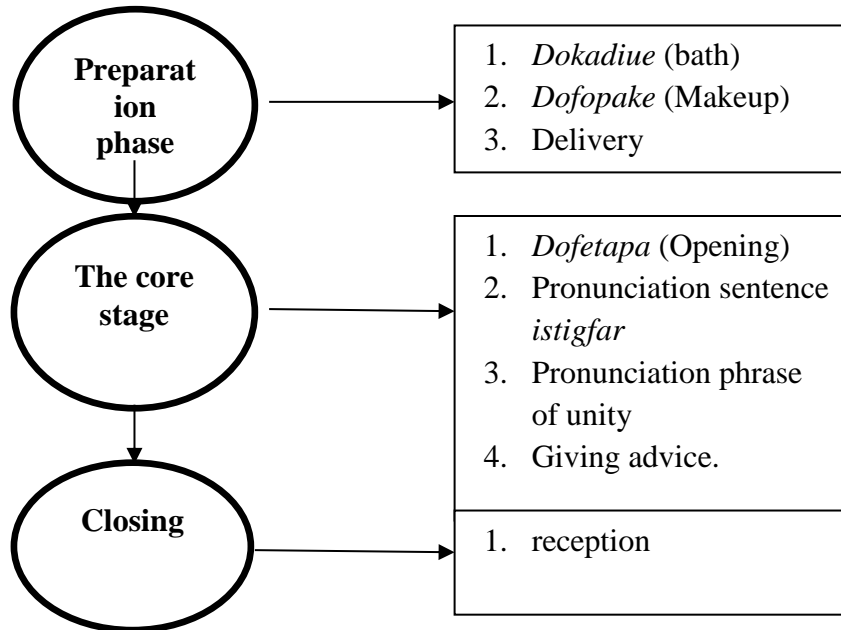 Preparat
ion
phase
1. Dokadiue (bath)
2. Dofopake (Makeup)
3. Delivery
The core
stage
1. Dofetapa (Opening)
2. Pronunciation sentence
istigfar
3. Pronunciation phrase
of unity
4. Giving advice.
Closing
1. reception